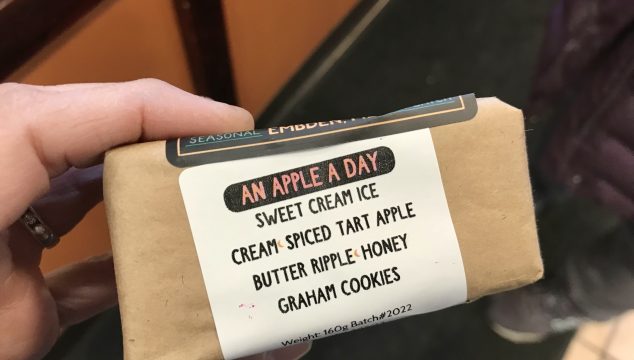 SEASONAL EMBDEN,
AN APPLE A DAY
SWEET CREAM ICE
CREAM SPICED TART APPLE
BUTTER RIPPLE HONEY
GRAHAM COOKIES
Weight: 160g Batch#2022